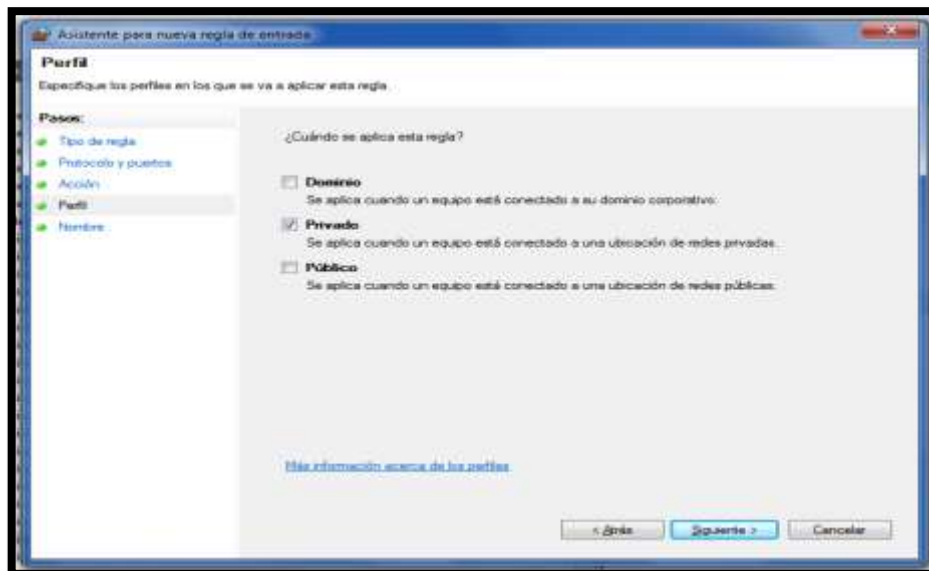 Asistente para nueva regla de entrada
Perfil
Especifique los perfiles en los que se va a aplicar esta regla.
Pasos:
Tipo de regla
Protocolo y puertos
Acción
Perfil
Nombre
¿Cuándo se aplica esta regla?
Dominio
Se aplica cuando un equipo está conectado a su dominio corporativo.
Privado
Se aplica cuando un equipo está conectado a una ubicación de redes privadas.
Público
Se aplica cuando un equipo está conectado a una ubicación de redes públicas.
Más información acerca de los perfiles
< Atrás
Siguiente >
Cancelar